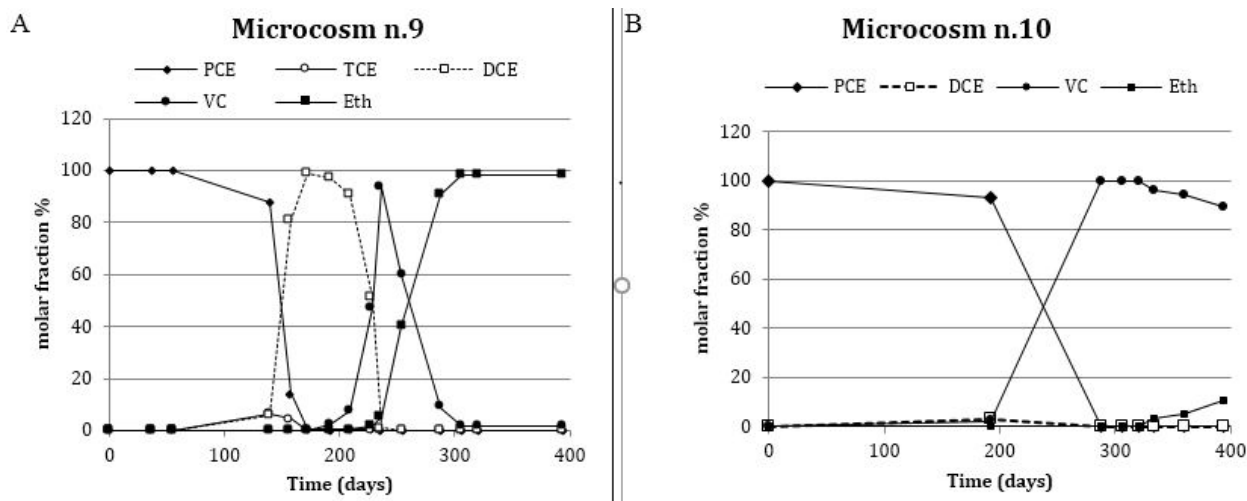 A
Microcosm n.9
PCE TCE DCE
VC Eth
120
100
80
60
40
20
0
0 100 200 300 400
molar fraction %
Time (days)
B
Microcosm n.10
PCE DCE VC Eth
120
100
80
60
40
20
0
0 100 200 300 400
molar fraction %
Time (days)